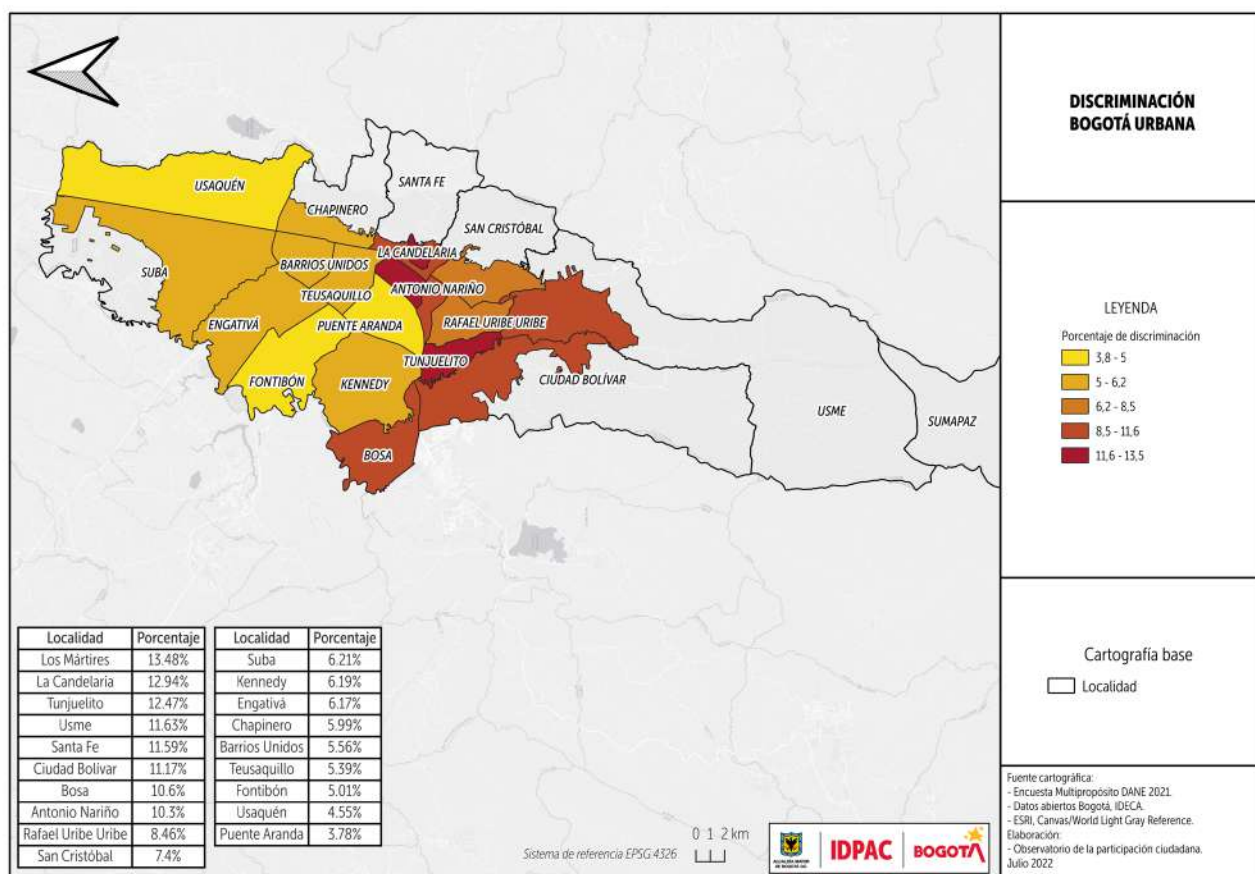 DISCRIMINACIÓN
BOGOTÁ URBANA
USAQUÉN
CHAPINERO
SANTA FE
SAN CRISTÓBAL
SUBA
BARRIOS UNIDOS
LA CANDELARIA
TEUSAQUILLO
ANTONIO NARIÑO
ENGATIVÁ
PUENTE ARANDA
RAFAEL URIBE URIBE
TUNJUELITO
FONTIBÓN
KENNEDY
CIUDAD BOLÍVAR
USME
SUMAPAZ
BOSA
LEYENDA
Porcentaje de discriminación
3,8 - 5
5 - 6,2
6,2 - 8,5
8,5 - 11,6
11,6 - 13,5
Cartografía base
Localidad
Localidad Porcentaje
Los Mártires 13.48%
La Candelaria 12.94%
Tunjuelito 12.47%
Usme 11.63%
Santa Fe 11.59%
Ciudad Bolívar 11.17%
Bosa 10.6%
Antonio Nariño 10.3%
Rafael Uribe Uribe 8.46%
San Cristóbal 7.4%
Localidad Porcentaje
Suba 6.21%
Kennedy 6.19%
Engativá 6.17%
Chapinero 5.99%
Barrios Unidos 5.56%
Teusaquillo 5.39%
Fontibón 5.01%
Usaquén 4.55%
Puente Aranda 3.78%
0 1 2 km
Sistema de referencia EPSG 4326
ALCALDÍA MAYOR
DE BOGOTÁ D.C.
IDPAC
BOGOTÁ
Fuente cartográfica:
- Encuesta Multipropósito DANE 2021.
- Datos abiertos Bogotá, IDECA.
- ESRI, Canvas/World Light Gray Reference.
Elaboración:
- Observatorio de la participación ciudadana.
Julio 2022